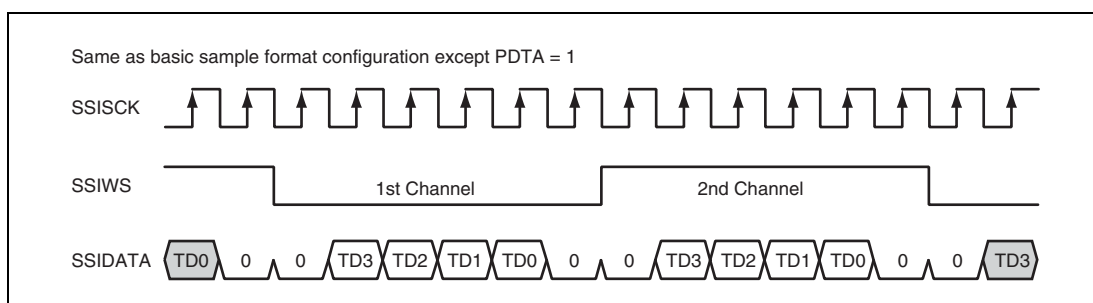 Same as basic sample format configuration except PDTA = 1
SSISCK
SSIWS 1st Channel 2nd Channel
SSIDATA TD0 0 0 TD3 TD2 TD1 TD0 0 0 TD3 TD2 TD1 TD0 0 0 TD3